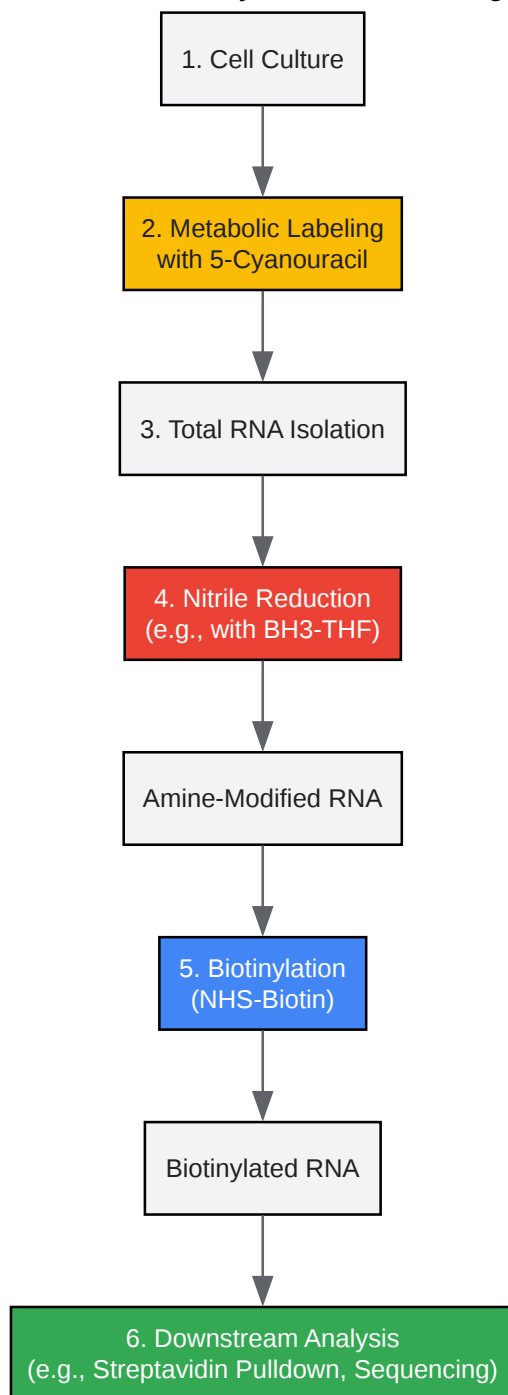 1. Cell Culture
2. Metabolic Labeling
with 5-Cyanouracil
3. Total RNA Isolation
4. Nitrile Reduction
(e.g., with BH3-THF)
Amine-Modified RNA
5. Biotinylation
(NHS-Biotin)
Biotinylated RNA
6. Downstream Analysis
(e.g., Streptavidin Pulldown, Sequencing)